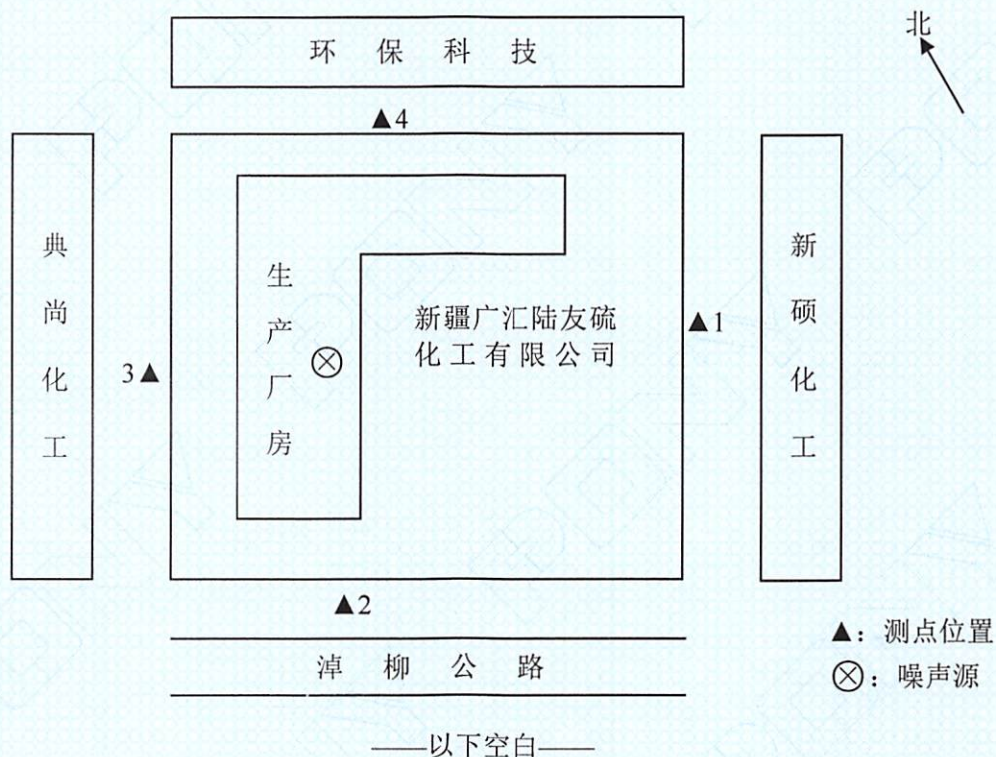 环保科技
北
▲4
典尚化工
生产厂房
新疆广汇陆友硫
化工有限公司
▲1
新硕化工
3▲
▲2
淖柳公路
▲：测点位置
⊗：噪声源
——以下空白——